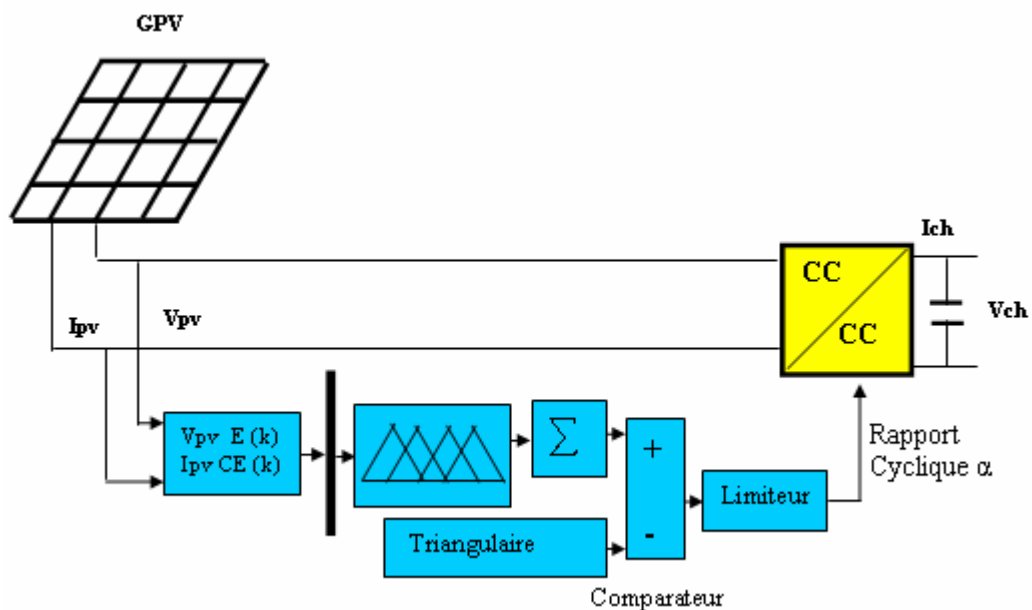 GPV
Ich
CC
CC
Vch
Ipv
Vpv
Vpv E (k)
Ipv CE (k)
Σ
+
-
Rapport
Cyclique α
Limiteur
Triangulaire
Comparateur